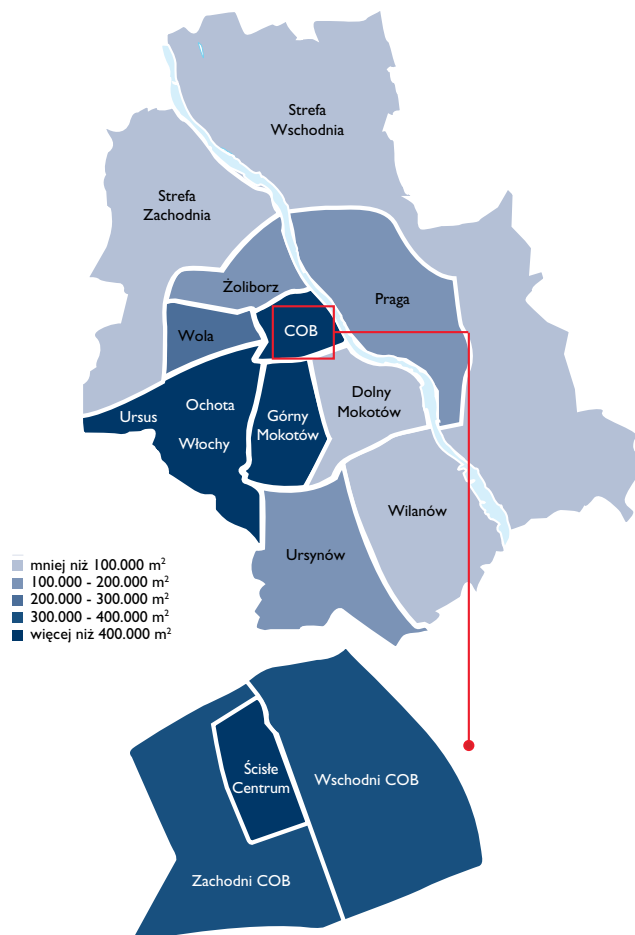 Strefa
Wschodnia
Strefa
Zachodnia
Żoliborz
Praga
Wola
COB
Dolny
Mokotów
Ursus
Ochota
Włochy
Górny
Mokotów
Wilanów
Ursynów
mniej niż 100.000 m²
100.000 - 200.000 m²
200.000 - 300.000 m²
300.000 - 400.000 m²
więcej niż 400.000 m²
Ścisłe
Centrum
Wschodni COB
Zachodni COB